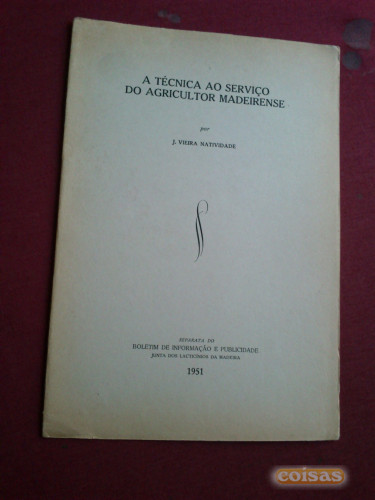 A TÉCNICA AO SERVIÇO
DO AGRICULTOR MADEIRENSE
por
J. VIEIRA NATIVIDADE
SEPARATA DO
BOLETIM DE INFORMAÇÃO E PUBLICIDADE
JUNTA DOS LACTICÍNIOS DA MADEIRA
1951
coisas